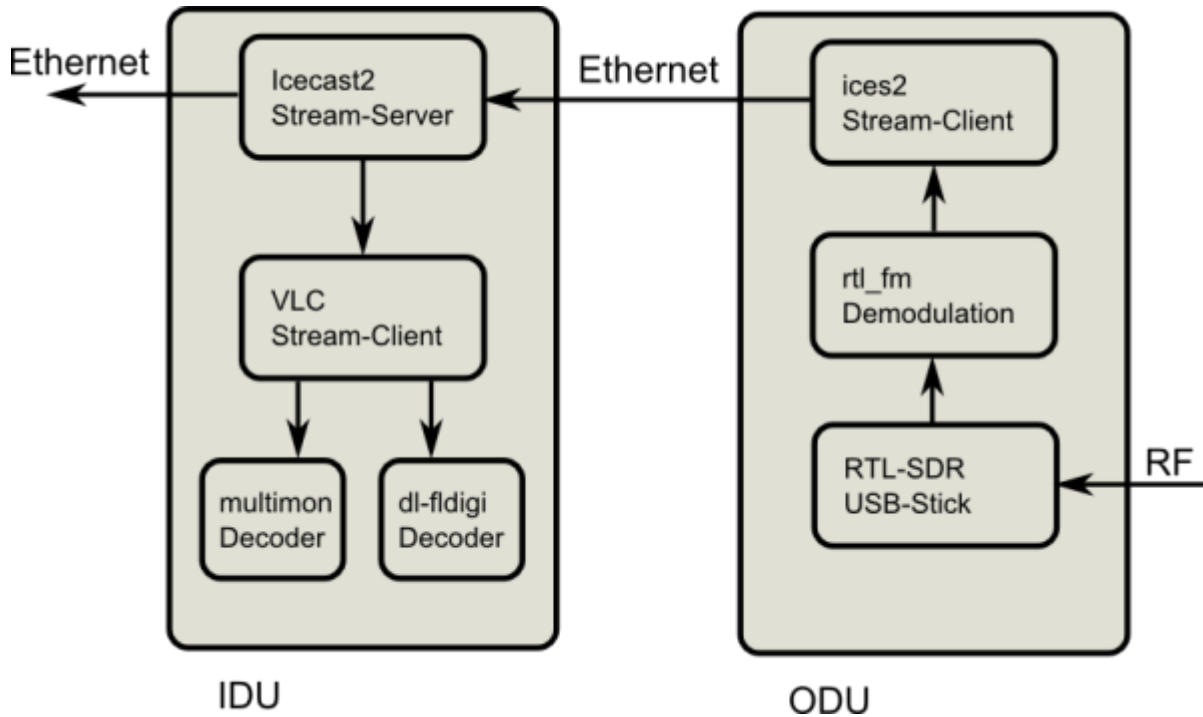 Ethernet
Icecast2
Stream-Server
Ethernet
ices2
Stream-Client
VLC
Stream-Client
rtl_fm
Demodulation
multimon
Decoder
dl-fldigi
Decoder
RTL-SDR
USB-Stick
RF
IDU
ODU